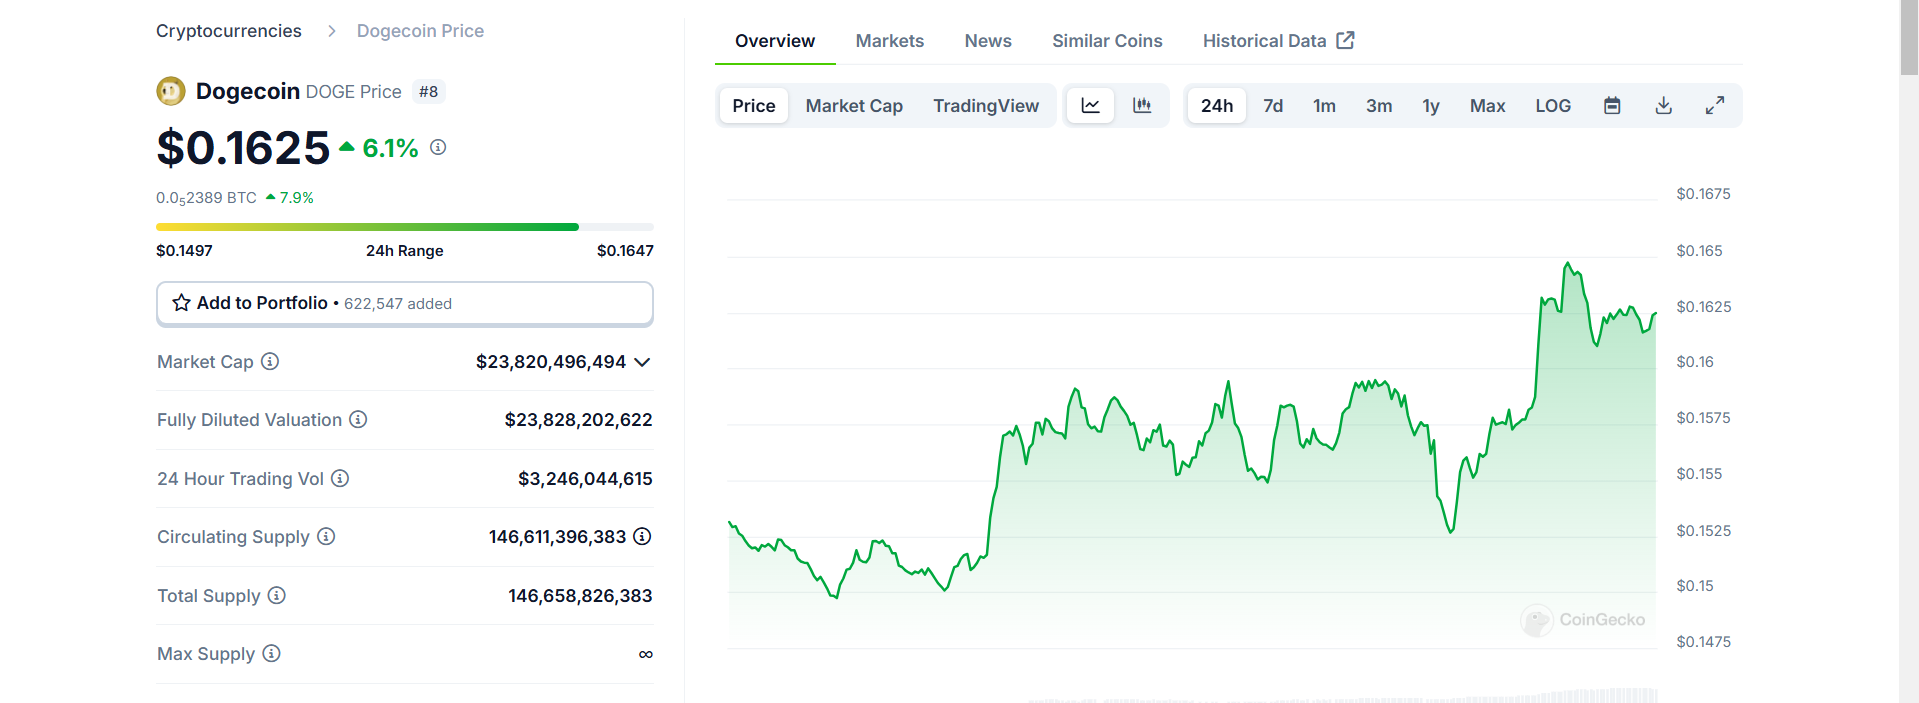 Cryptocurrencies > Dogecoin Price
Dogecoin DOGE Price #8
$0.1625 ▲ 6.1%
0.0₅2389 BTC ▲ 7.9%
$0.1497 24h Range $0.1647
Add to Portfolio • 622,547 added
Market Cap $23,820,496,494
Fully Diluted Valuation $23,828,202,622
24 Hour Trading Vol $3,246,044,615
Circulating Supply 146,611,396,383
Total Supply 146,658,826,383
Max Supply ∞
Overview Markets News Similar Coins Historical Data
Price Market Cap TradingView 24h 7d 1m 3m 1y Max LOG
$0.1675
$0.165
$0.1625
$0.16
$0.1575
$0.155
$0.1525
$0.15
CoinGecko
$0.1475